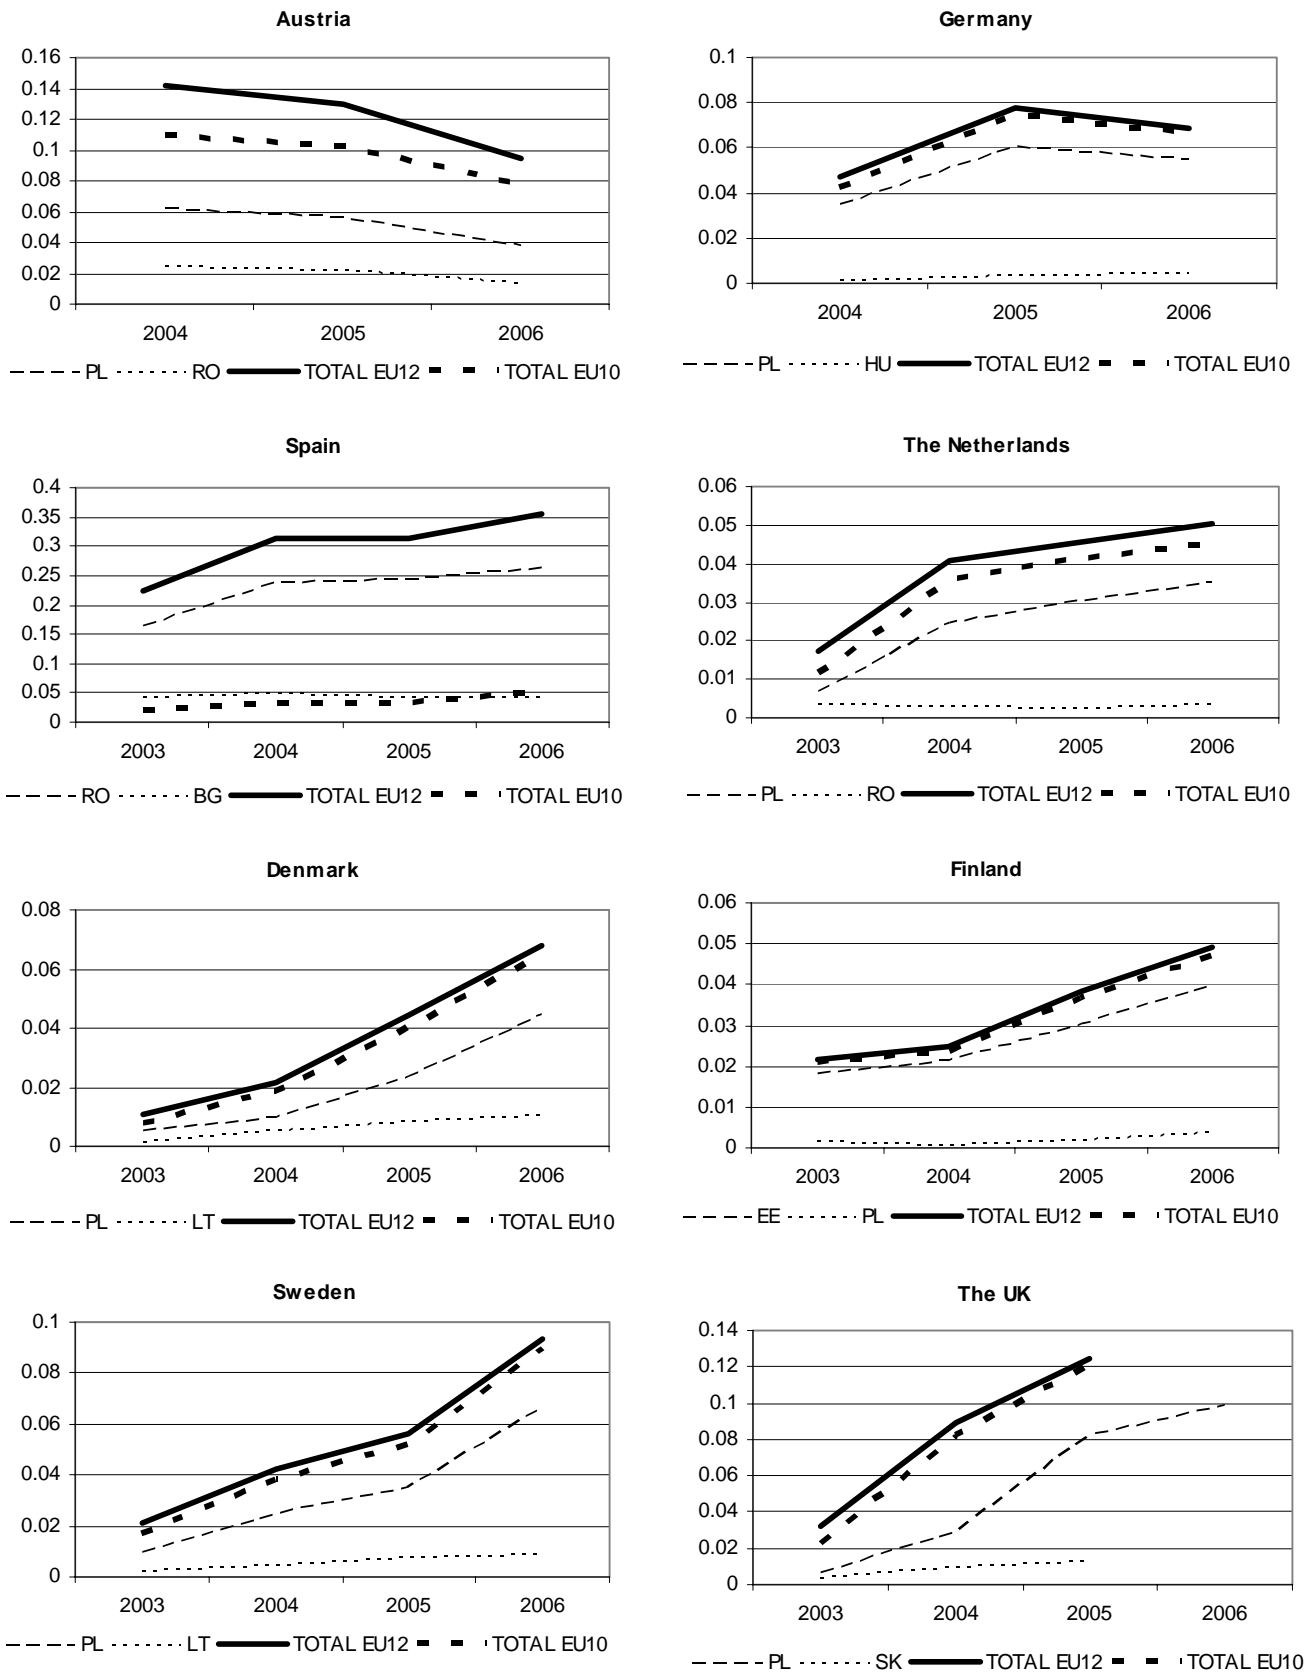 Austria
0.16
0.14
0.12
0.1
0.08
0.06
0.04
0.02
0
2004 2005 2006
PL RO TOTAL EU12 TOTAL EU10
Germany
0.1
0.08
0.06
0.04
0.02
0
2004 2005 2006
PL HU TOTAL EU12 TOTAL EU10
Spain
0.4
0.35
0.3
0.25
0.2
0.15
0.1
0.05
0
2003 2004 2005 2006
RO BG TOTAL EU12 TOTAL EU10
The Netherlands
0.06
0.05
0.04
0.03
0.02
0.01
0
2003 2004 2005 2006
PL RO TOTAL EU12 TOTAL EU10
Denmark
0.08
0.06
0.04
0.02
0
2003 2004 2005 2006
PL LT TOTAL EU12 TOTAL EU10
Finland
0.06
0.05
0.04
0.03
0.02
0.01
0
2003 2004 2005 2006
EE PL TOTAL EU12 TOTAL EU10
Sweden
0.1
0.08
0.06
0.04
0.02
0
2003 2004 2005 2006
PL LT TOTAL EU12 TOTAL EU10
The UK
0.14
0.12
0.1
0.08
0.06
0.04
0.02
0
2003 2004 2005 2006
PL SK TOTAL EU12 TOTAL EU10